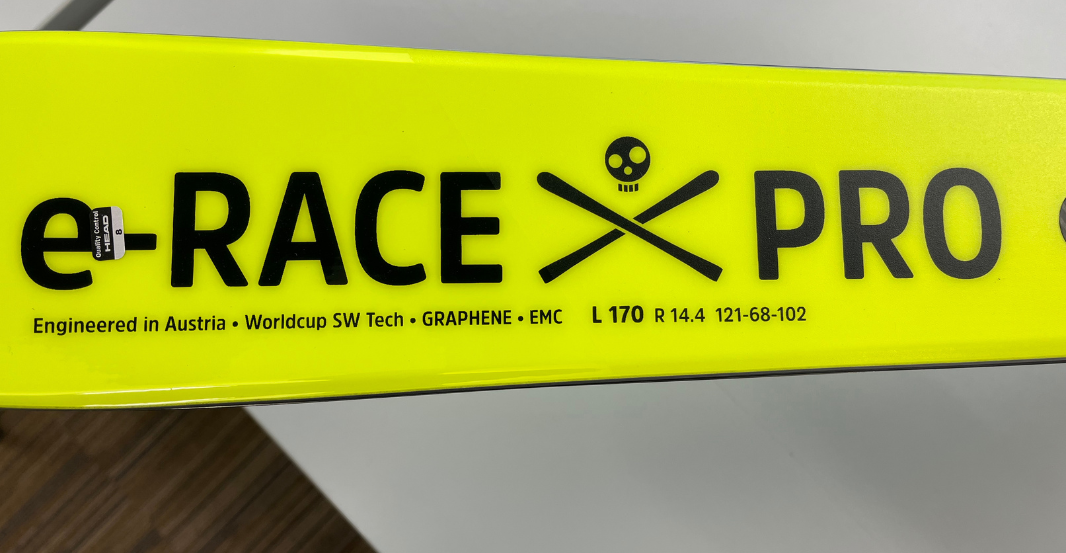 e-RACE X PRO
Quality Control
HEAD
8
Engineered in Austria • Worldcup SW Tech • GRAPHENE • EMC L 170 R 14.4 121-68-102